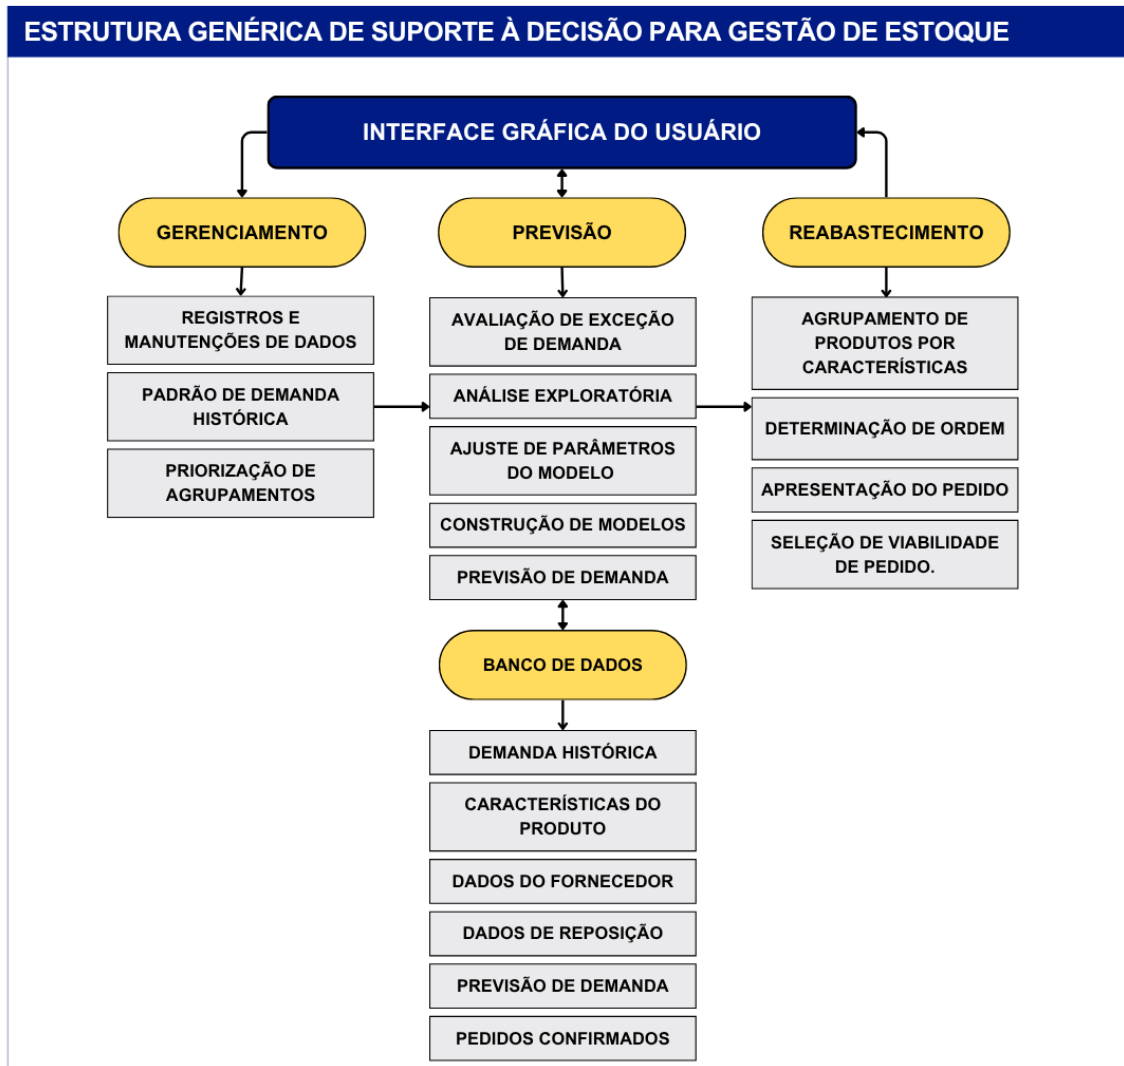 ESTRUTURA GENÉRICA DE SUPORTE À DECISÃO PARA GESTÃO DE ESTOQUE
INTERFACE GRÁFICA DO USUÁRIO
GERENCIAMENTO
REGISTROS E
MANUTENÇÕES DE DADOS
PADRÃO DE DEMANDA
HISTÓRICA
PRIORIZAÇÃO DE
AGRUPAMENTOS
PREVISÃO
AVALIAÇÃO DE EXCEÇÃO
DE DEMANDA
ANÁLISE EXPLORATÓRIA
AJUSTE DE PARÂMETROS
DO MODELO
CONSTRUÇÃO DE MODELOS
PREVISÃO DE DEMANDA
REABASTECIMENTO
AGRUPAMENTO DE
PRODUTOS POR
CARACTERÍSTICAS
DETERMINAÇÃO DE ORDEM
APRESENTAÇÃO DO PEDIDO
SELEÇÃO DE VIABILIDADE
DE PEDIDO.
BANCO DE DADOS
DEMANDA HISTÓRICA
CARACTERÍSTICAS DO
PRODUTO
DADOS DO FORNECEDOR
DADOS DE REPOSIÇÃO
PREVISÃO DE DEMANDA
PEDIDOS CONFIRMADOS